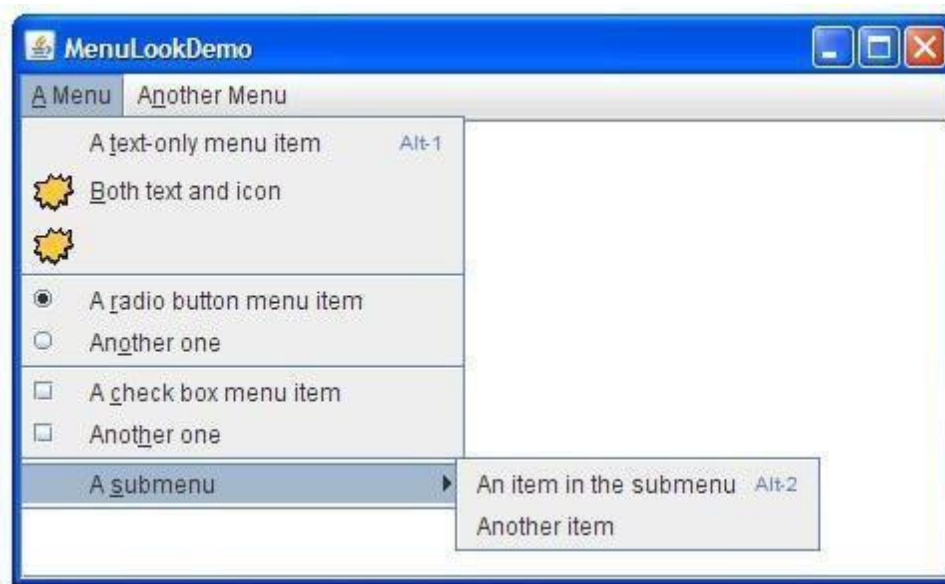 MenuLookDemo
A Menu Another Menu
A text-only menu item Alt-1
Both text and icon
A radio button menu item
Another one
A check box menu item
Another one
A submenu
An item in the submenu Alt-2
Another item